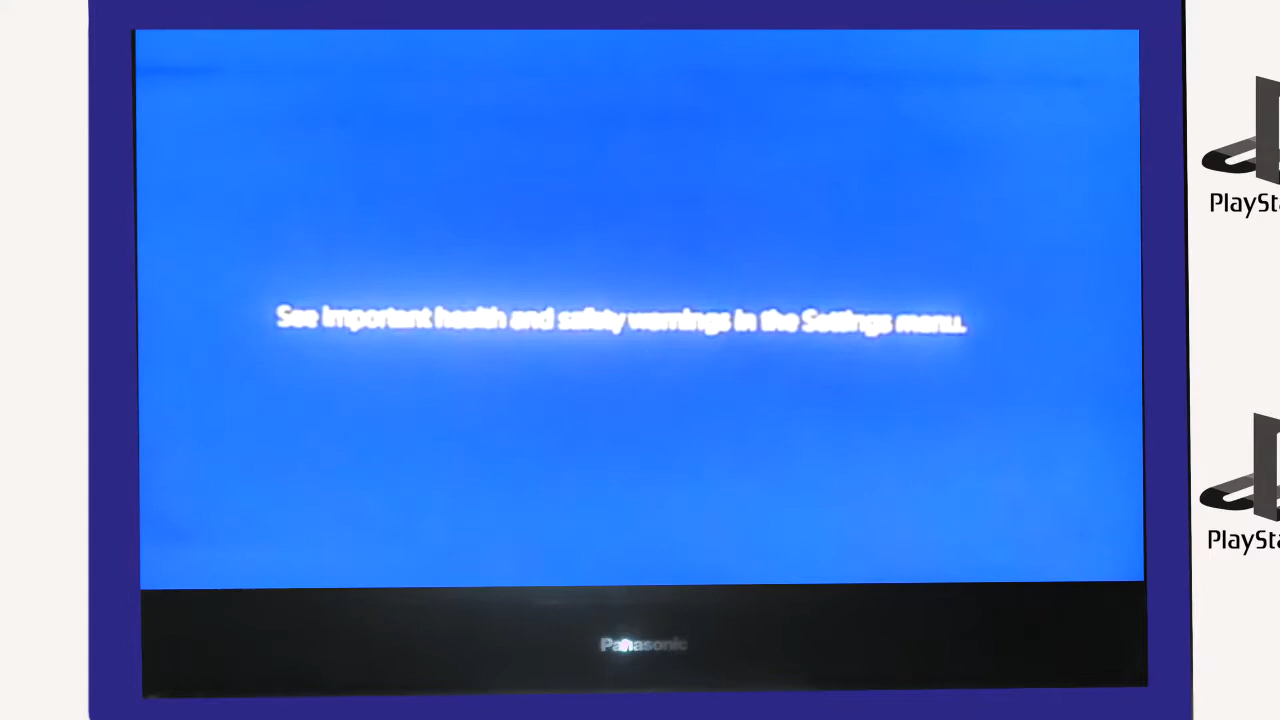 See important health and safety warnings in the Settings menu.
Panasonic
PlaySta
PlaySta